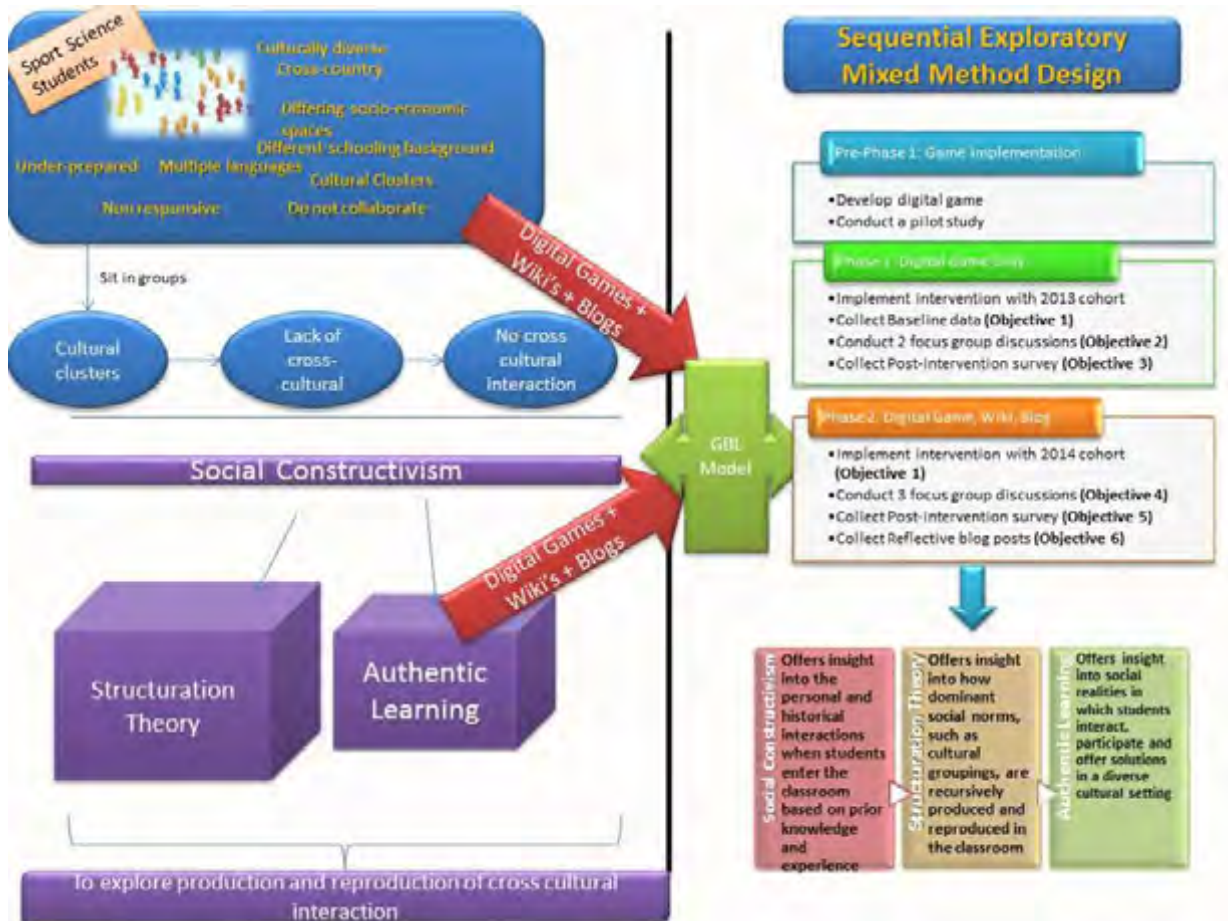 Sport Science
Students
Culturally diverse
Cross-country
Differing socio-economic
spaces
Different schooling background
Under-prepared
Multiple languages
Cultural Clusters
Non responsive
Do not collaborate
Sit in groups
Cultural
clusters
Lack of
cross-
cultural
No cross
cultural
interaction
Digital Games +
Wiki's + Blogs
Social Constructivism
Structuration
Theory
Authentic
Learning
Digital Games +
Wiki's + Blogs
To explore production and reproduction of cross cultural
interaction
GBL
Model
Sequential Exploratory
Mixed Method Design
Pre-Phase 1: Game Implementation
•Develop digital game
•Conduct a pilot study
Phase 1: Digital Game Only
•Implement intervention with 2013 cohort
•Collect Baseline data (Objective 1)
•Conduct 2 focus group discussions (Objective 2)
•Collect Post-Intervention survey (Objective 3)
Phase 2: Digital Game, Wiki, Blog
•Implement intervention with 2014 cohort
(Objective 1)
•Conduct 3 focus group discussions (Objective 4)
•Collect Post-Intervention survey (Objective 5)
•Collect Reflective blog posts (Objective 6)
Social Constructivism
Offers insight
into the
personal and
historical
interactions
when students
enter the
classroom
based on prior
knowledge
and
experience
Structuration Theory
Offers insight
into how
dominant
social norms,
such as
cultural
groupings, are
recursively
produced and
reproduced in
the classroom
Authentic Learning
Offers insight
into social
realities in
which students
interact,
participate and
offer solutions
in a diverse
cultural setting